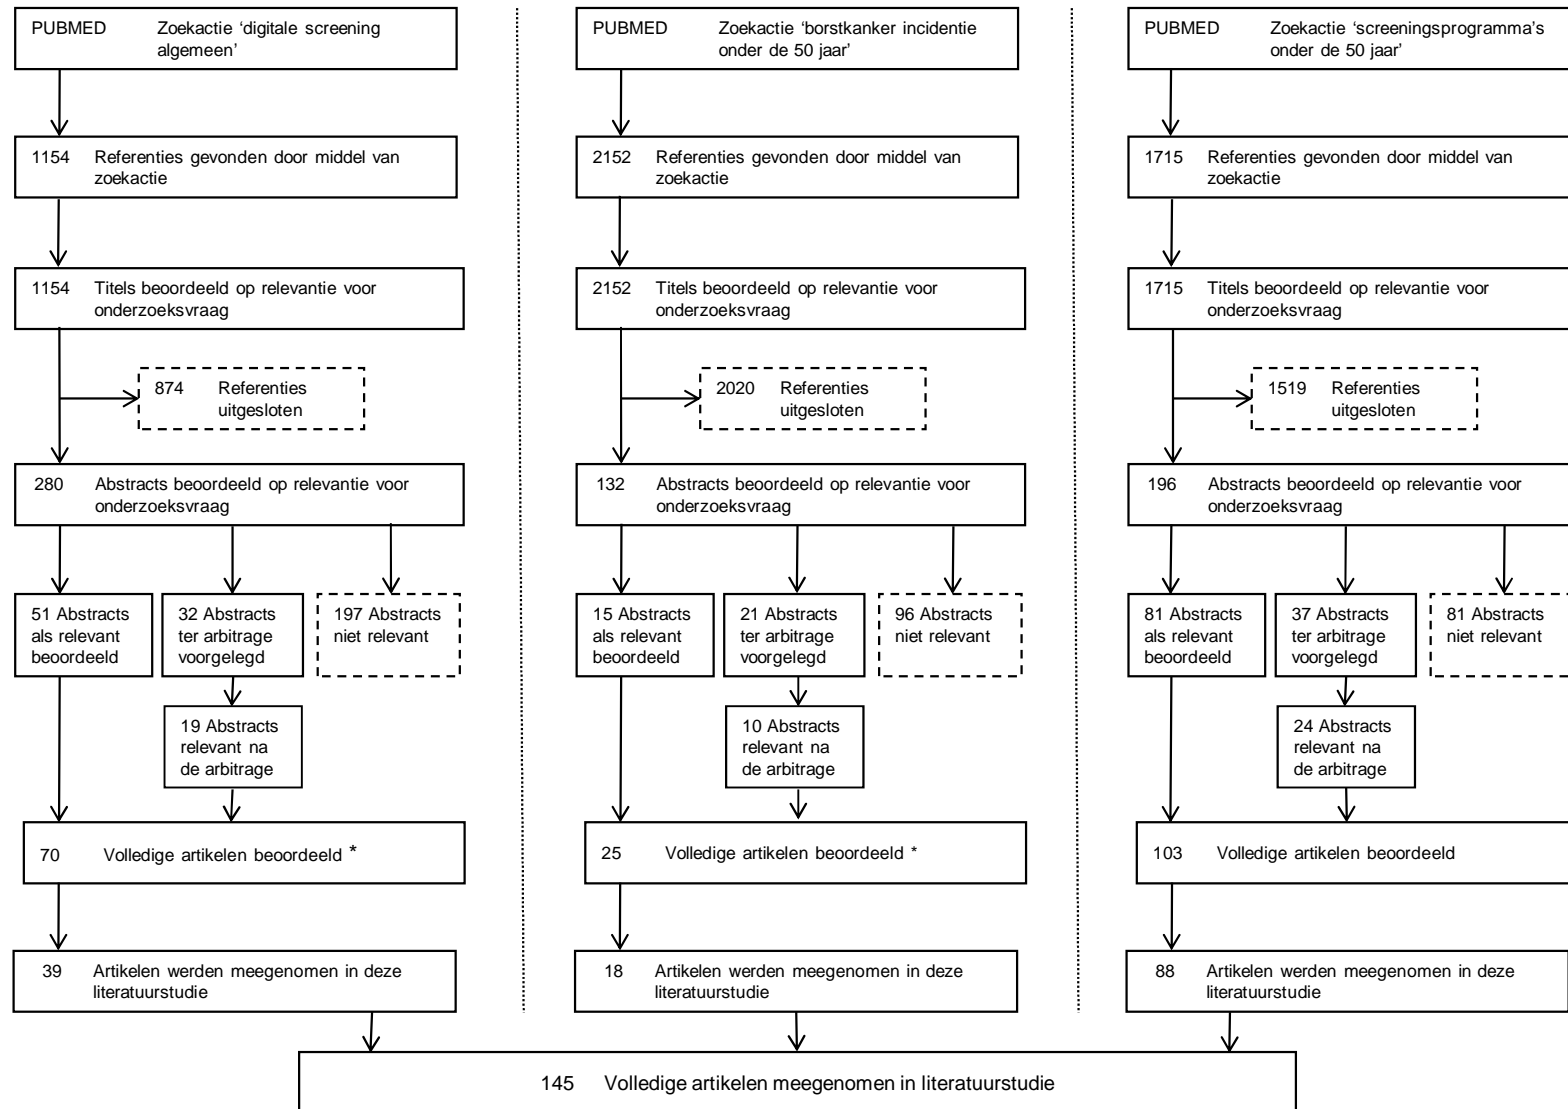 PUBMED Zoekactie ‘digitale screening
algemeen’
1154 Referenties gevonden door middel van
zoekactie
1154 Titels beoordeeld op relevantie voor
onderzoeksvraag
874 Referenties
uitgesloten
280 Abstracts beoordeeld op relevantie voor
onderzoeksvraag
51 Abstracts
als relevant
beoordeeld
32 Abstracts
ter arbitrage
voorgelegd
197 Abstracts
niet relevant
19 Abstracts
relevant na
de arbitrage
70 Volledige artikelen beoordeeld *
39 Artikelen werden meegenomen in deze
literatuurstudie
PUBMED Zoekactie ‘borstkanker incidentie
onder de 50 jaar’
2152 Referenties gevonden door middel van
zoekactie
2152 Titels beoordeeld op relevantie voor
onderzoeksvraag
2020 Referenties
uitgesloten
132 Abstracts beoordeeld op relevantie voor
onderzoeksvraag
15 Abstracts
als relevant
beoordeeld
21 Abstracts
ter arbitrage
voorgelegd
96 Abstracts
niet relevant
10 Abstracts
relevant na
de arbitrage
25 Volledige artikelen beoordeeld *
18 Artikelen werden meegenomen in deze
literatuurstudie
PUBMED Zoekactie ‘screeningsprogramma’s
onder de 50 jaar’
1715 Referenties gevonden door middel van
zoekactie
1715 Titels beoordeeld op relevantie voor
onderzoeksvraag
1519 Referenties
uitgesloten
196 Abstracts beoordeeld op relevantie voor
onderzoeksvraag
81 Abstracts
als relevant
beoordeeld
37 Abstracts
ter arbitrage
voorgelegd
81 Abstracts
niet relevant
24 Abstracts
relevant na
de arbitrage
103 Volledige artikelen beoordeeld
88 Artikelen werden meegenomen in deze
literatuurstudie
145 Volledige artikelen meegenomen in literatuurstudie